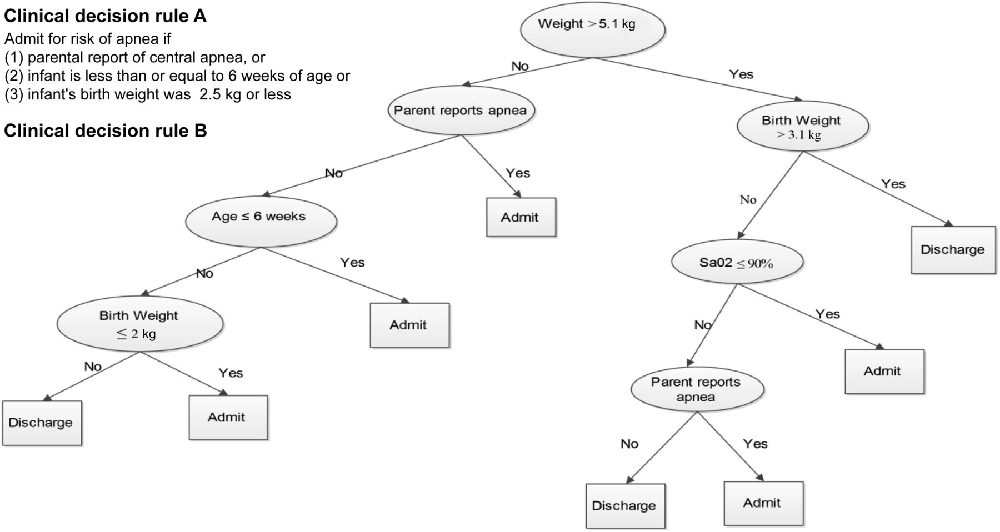 Clinical decision rule A
Admit for risk of apnea if
(1) parental report of central apnea, or
(2) infant is less than or equal to 6 weeks of age or
(3) infant's birth weight was  2.5 kg or less
Clinical decision rule B
Weight > 5.1 kg
No
Yes
Parent reports apnea
Birth Weight
> 3.1 kg
No
Yes
No
Yes
Age ≤ 6 weeks
Admit
Discharge
Sa02 ≤ 90%
No
Yes
No
Yes
Birth Weight
≤ 2 kg
Admit
Admit
No
Yes
Parent reports
apnea
Discharge
Admit
No
Yes
Discharge
Admit